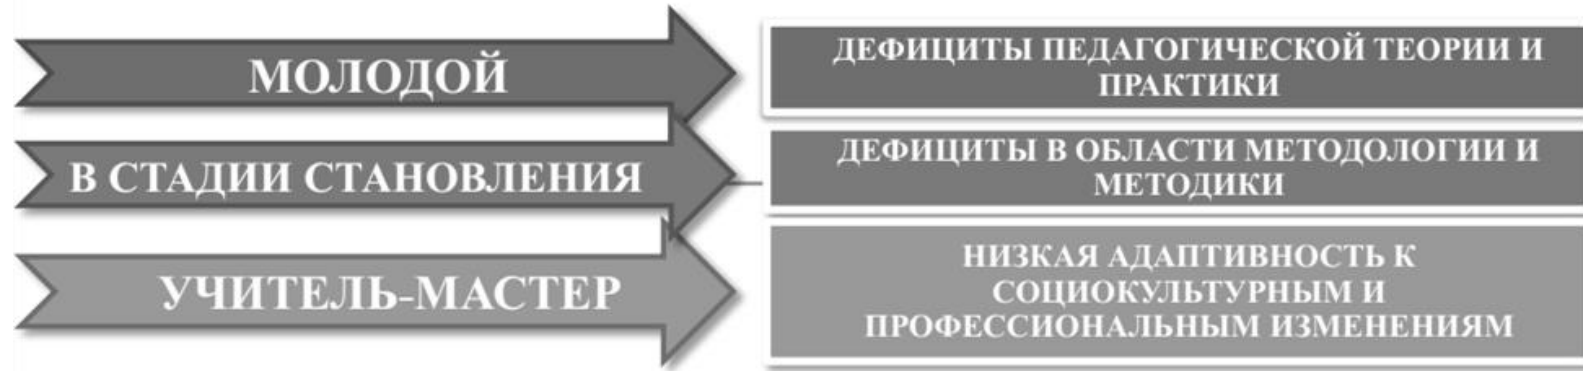 МОЛОДОЙ
ДЕФИЦИТЫ ПЕДАГОГИЧЕСКОЙ ТЕОРИИ И
ПРАКТИКИ
В СТАДИИ СТАНОВЛЕНИЯ
ДЕФИЦИТЫ В ОБЛАСТИ МЕТОДОЛОГИИ И
МЕТОДИКИ
УЧИТЕЛЬ-МАСТЕР
НИЗКАЯ АДАПТИВНОСТЬ К
СОЦИОКУЛЬТУРНЫМ И
ПРОФЕССИОНАЛЬНЫМ ИЗМЕНЕНИЯМ